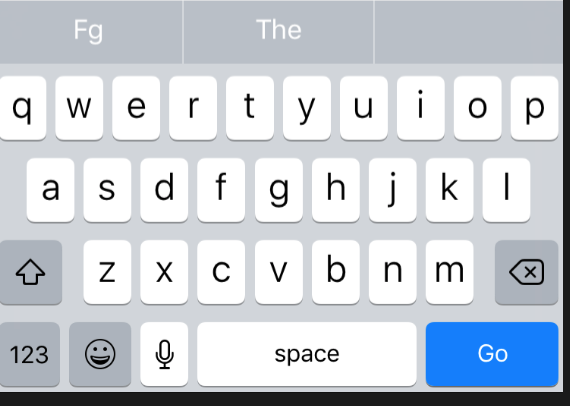 Fg The
q w e r t y u i o p
a s d f g h j k l
z x c v b n m
123 space Go